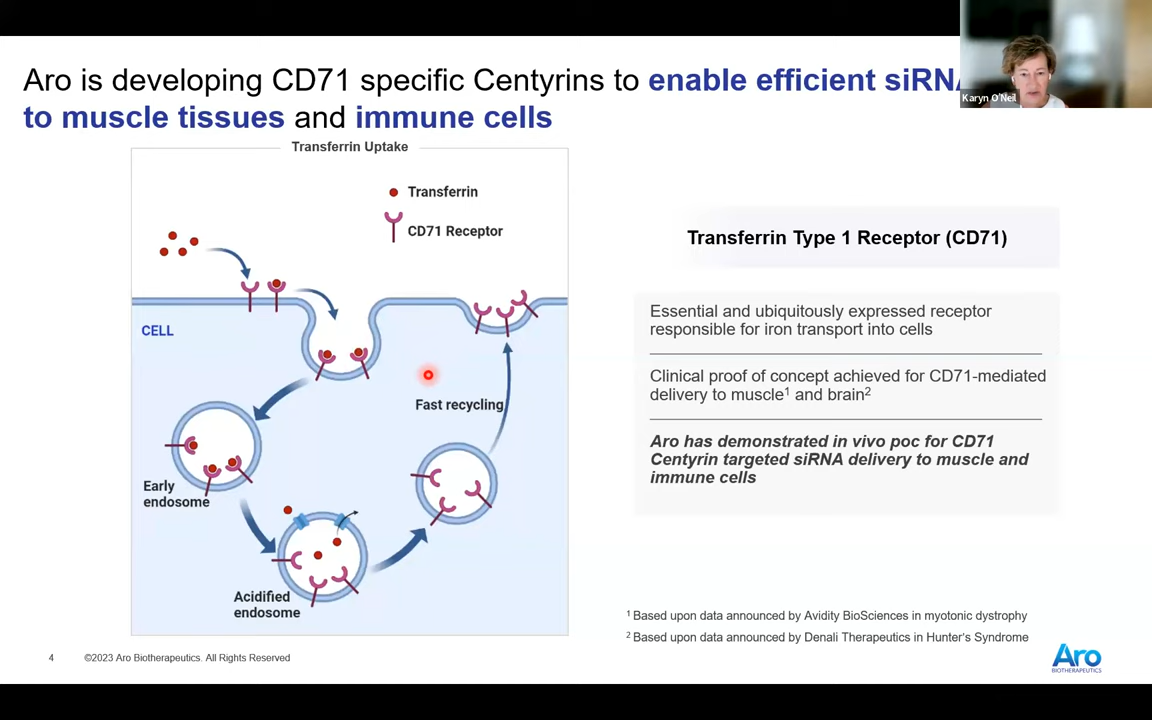 Aro is developing CD71 specific Centyrins to enable efficient siRNA
to muscle tissues and immune cells
Karyn O'Neil
Transferrin Uptake
Transferrin
CD71 Receptor
CELL
Fast recycling
Early
endosome
Acidified
endosome
Transferrin Type 1 Receptor (CD71)
Essential and ubiquitously expressed receptor
responsible for iron transport into cells
Clinical proof of concept achieved for CD71-mediated
delivery to muscle¹ and brain²
Aro has demonstrated in vivo poc for CD71
Centyrin targeted siRNA delivery to muscle and
immune cells
¹ Based upon data announced by Avidity BioSciences in myotonic dystrophy
² Based upon data announced by Denali Therapeutics in Hunter's Syndrome
4 ©2023 Aro Biotherapeutics. All Rights Reserved
Aro
BIOTHERAPEUTICS